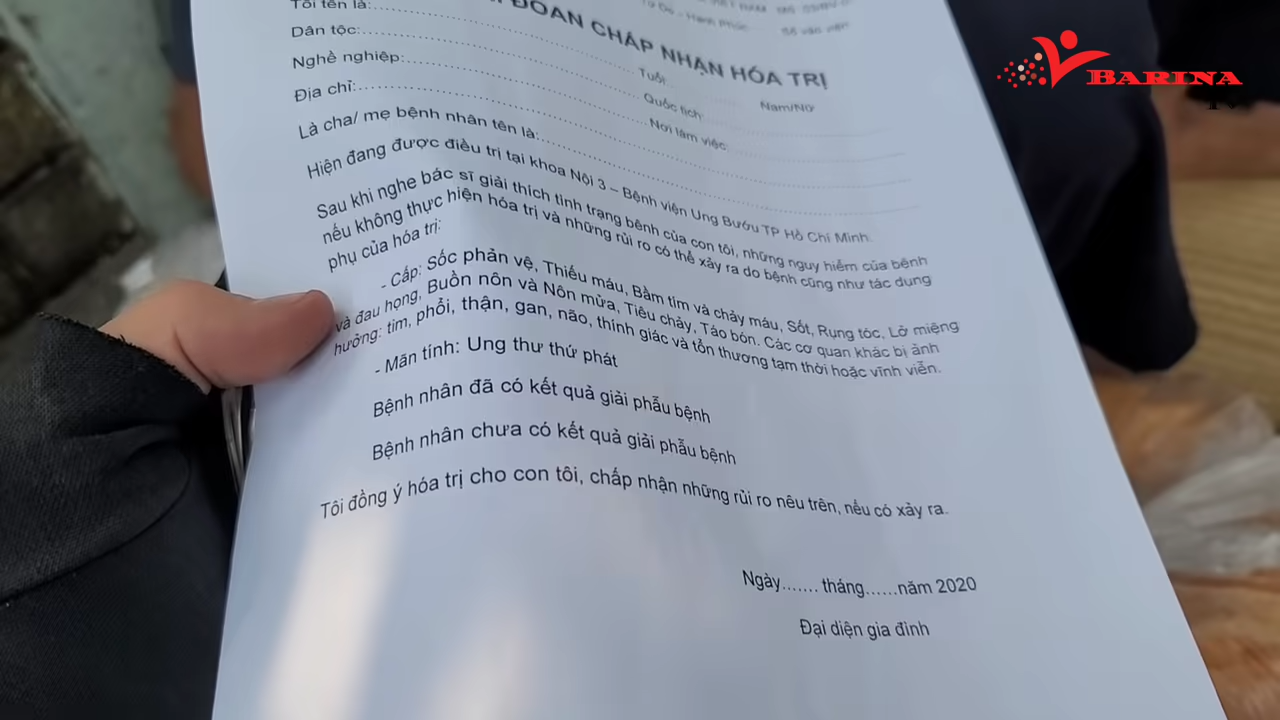 BARINA
TV
Số vào viện
ĐOAN CHẤP NHẬN HÓA TRỊ
Tôi tên là:
Tuổi: Nam/Nữ
Dân tộc: Quốc tịch:
Nghề nghiệp: Nơi làm việc:
Địa chỉ:
Là cha/ mẹ bệnh nhân tên là:
Hiện đang được điều trị tại khoa Nội 3 – Bệnh viện Ung Bướu TP Hồ Chí Minh.
Sau khi nghe bác sĩ giải thích tình trạng bệnh của con tôi, những nguy hiểm của bệnh
nếu không thực hiện hóa trị và những rủi ro có thể xảy ra do bệnh cũng như tác dụng
phụ của hóa trị:
- Cấp: Sốc phản vệ, Thiếu máu, Bầm tím và chảy máu, Sốt, Rụng tóc, Lở miệng
và đau họng, Buồn nôn và Nôn mửa, Tiêu chảy, Táo bón. Các cơ quan khác bị ảnh
hưởng: tim, phổi, thận, gan, não, thính giác và tổn thương tạm thời hoặc vĩnh viễn.
- Mãn tính: Ung thư thứ phát
Bệnh nhân đã có kết quả giải phẫu bệnh
Bệnh nhân chưa có kết quả giải phẫu bệnh
Tôi đồng ý hóa trị cho con tôi, chấp nhận những rủi ro nêu trên, nếu có xảy ra.
Ngày....... tháng......năm 2020
Đại diện gia đình